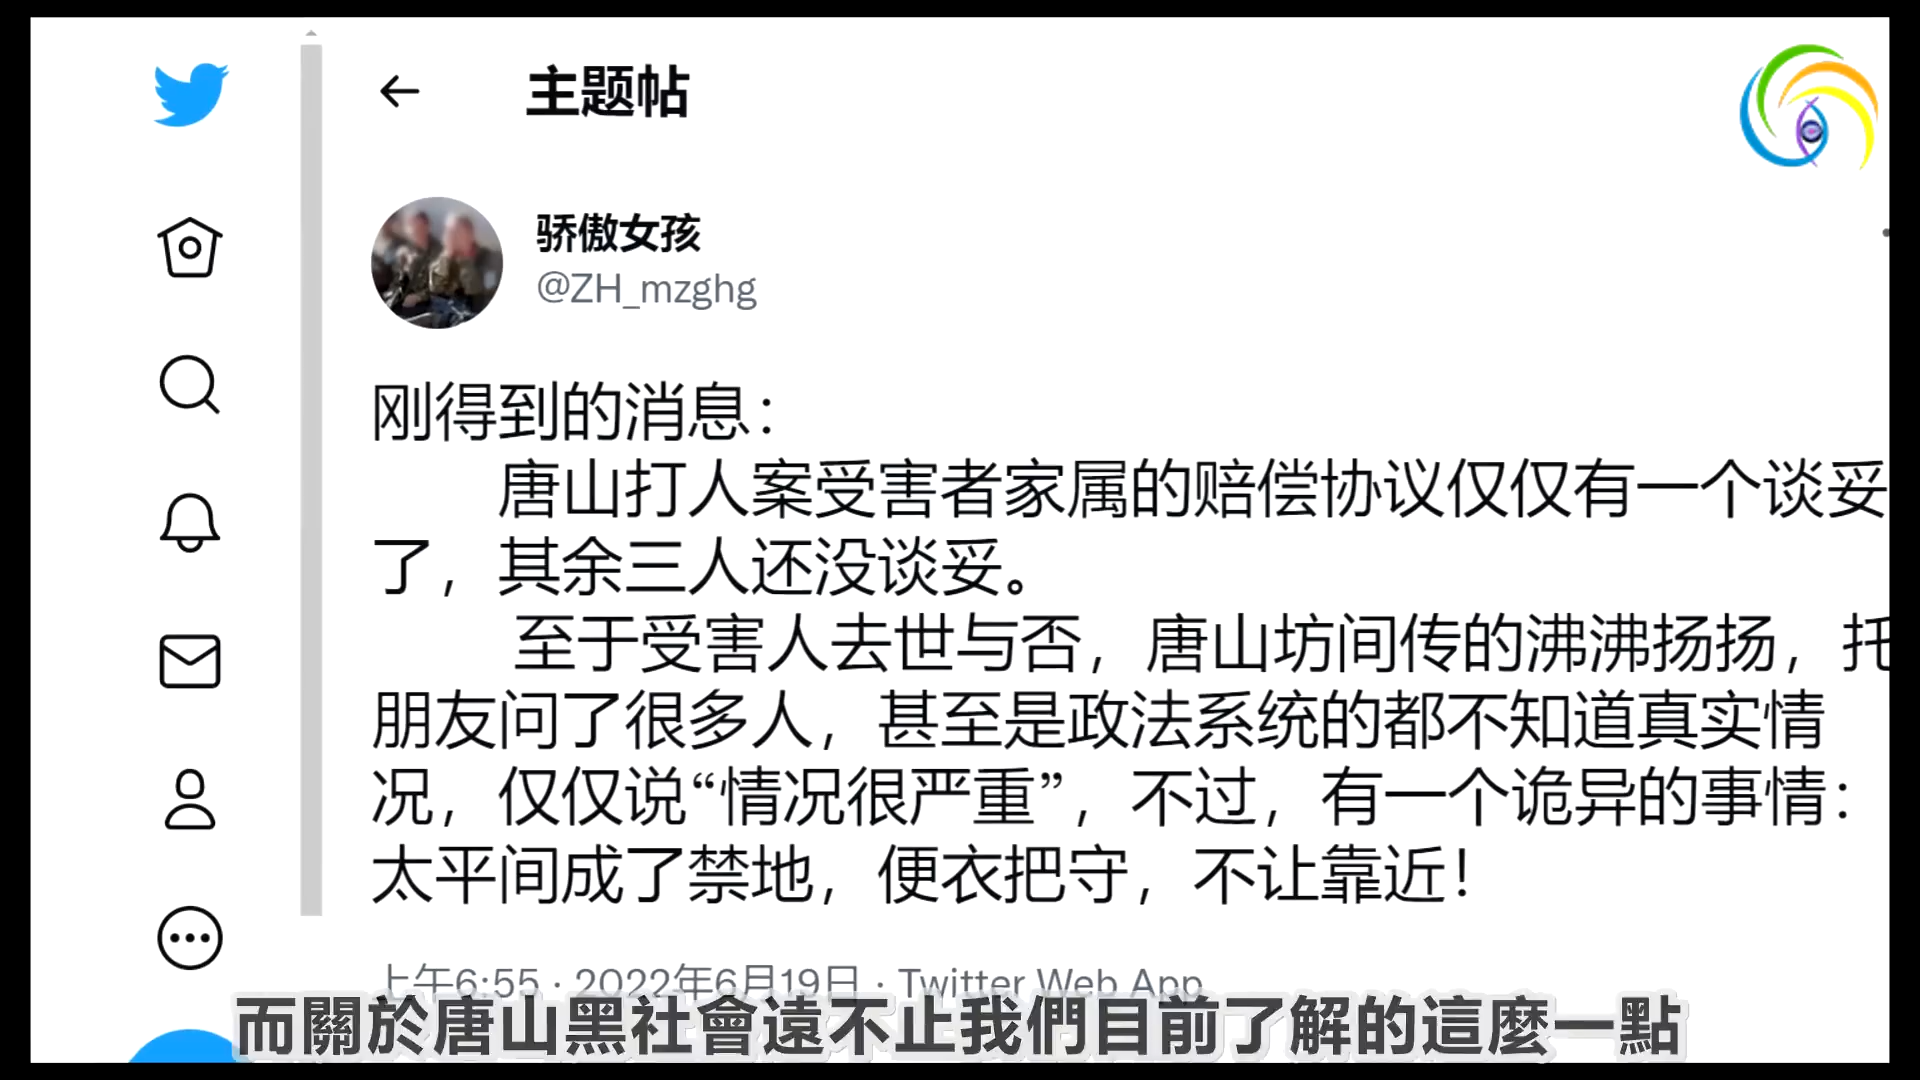 主题帖
骄傲女孩
@ZH_mzghg
刚得到的消息：
唐山打人案受害者家属的赔偿协议仅仅有一个谈妥
了，其余三人还没谈妥。
至于受害人去世与否，唐山坊间传的沸沸扬扬，托
朋友问了很多人，甚至是政法系统的都不知道真实情
况，仅仅说“情况很严重”，不过，有一个诡异的事情：
太平间成了禁地，便衣把守，不让靠近！
上午6:55 · 2022年6月19日 · Twitter Web App
而關於唐山黑社會遠不止我們目前了解的這麼一點